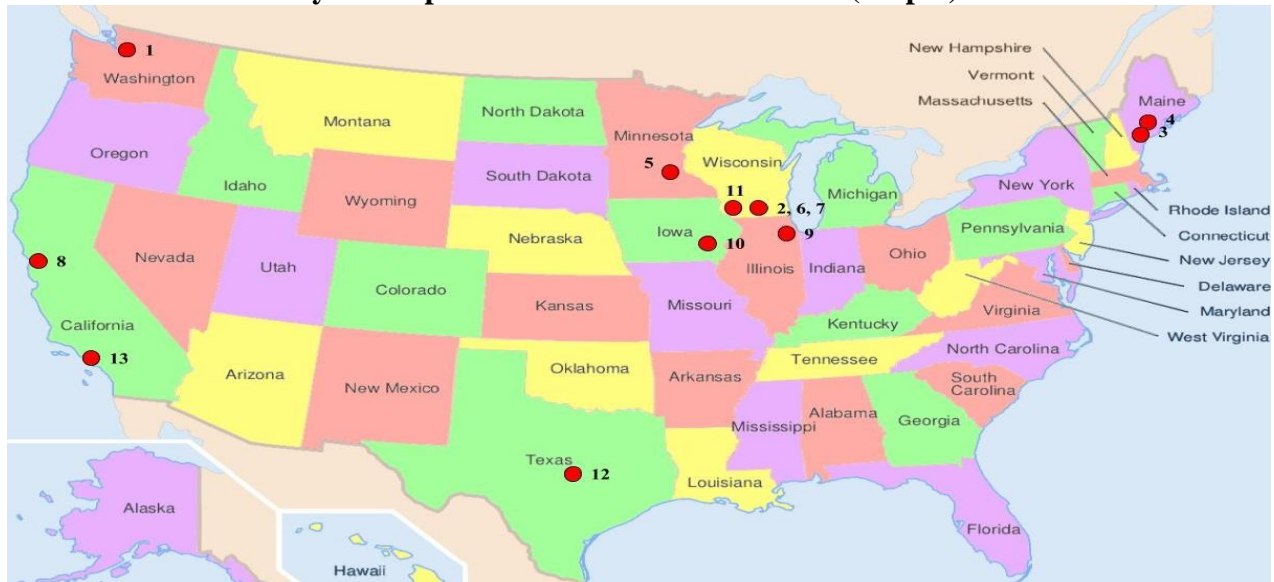 1
Washington
Montana
North Dakota
Minnesota
New Hampshire
Vermont
Massachusetts
Maine
4
3
Oregon
Idaho
Wyoming
South Dakota
5
Wisconsin
Michigan
New York
11
2, 6, 7
Rhode Island
Connecticut
New Jersey
Delaware
Maryland
West Virginia
Nebraska
Iowa
10
9
Illinois
Indiana
Ohio
Pennsylvania
8
Nevada
Utah
Colorado
Kansas
Missouri
Kentucky
Virginia
California
13
Arizona
New Mexico
Oklahoma
Arkansas
Tennessee
North Carolina
South
Carolina
Mississippi
Alabama
Georgia
Texas
12
Louisiana
Florida
Alaska
Hawaii